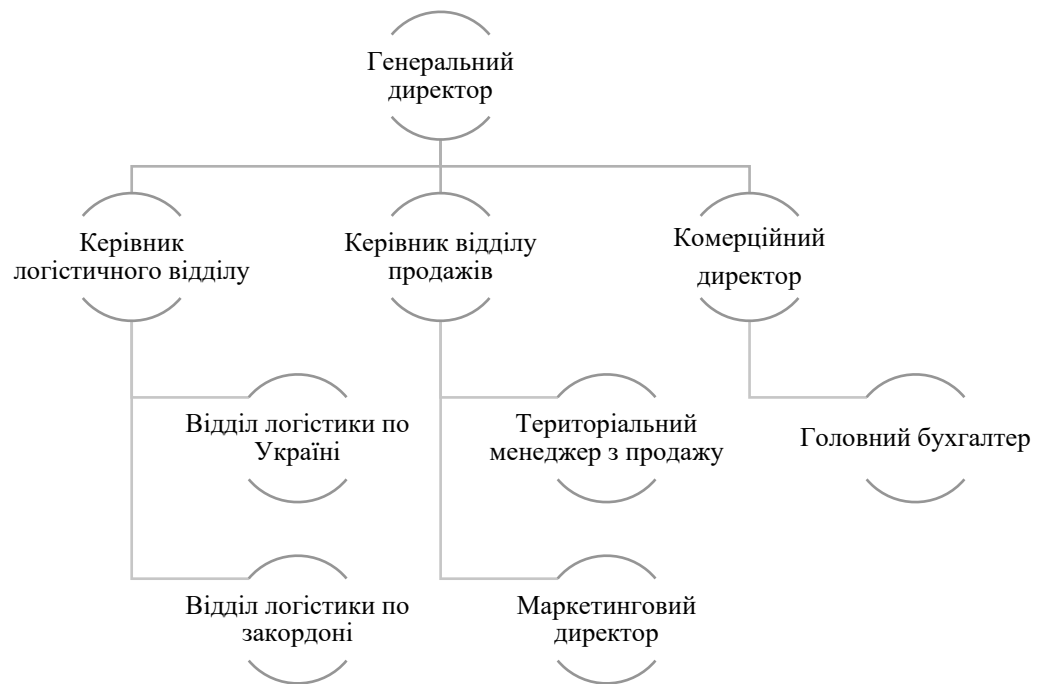 Генеральний
директор
Керівник
логістичного відділу
Керівник відділу
продажів
Комерційний
директор
Відділ логістики по
Україні
Територіальний
менеджер з продажу
Головний бухгалтер
Відділ логістики по
закордоні
Маркетинговий
директор